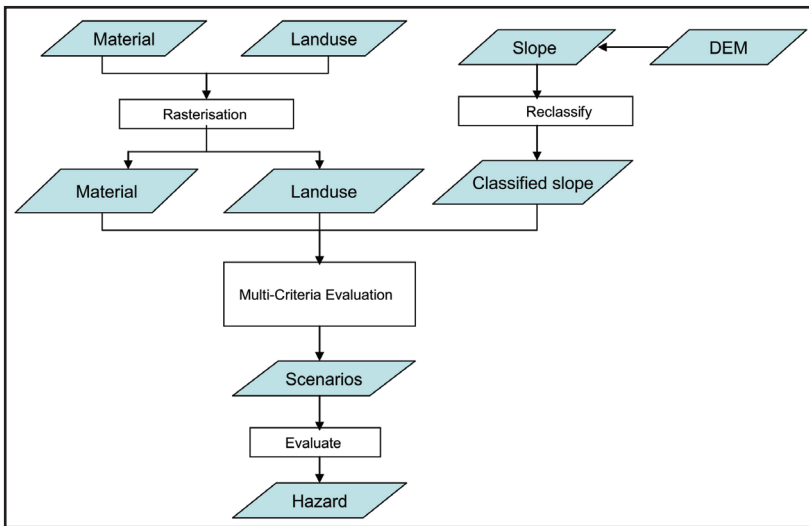 Material
Landuse
Slope
DEM
Rasterisation
Reclassify
Material
Landuse
Classified slope
Multi-Criteria Evaluation
Scenarios
Evaluate
Hazard